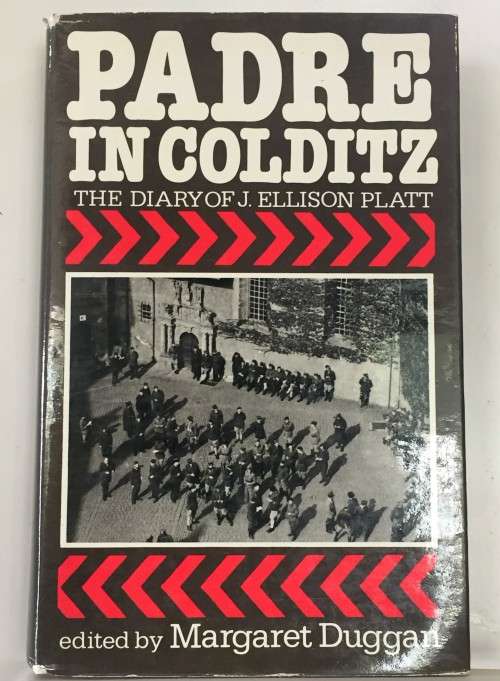 PADRE
IN COLDITZ
THE DIARY OF J. ELLISON PLATT
edited by Margaret Duggan